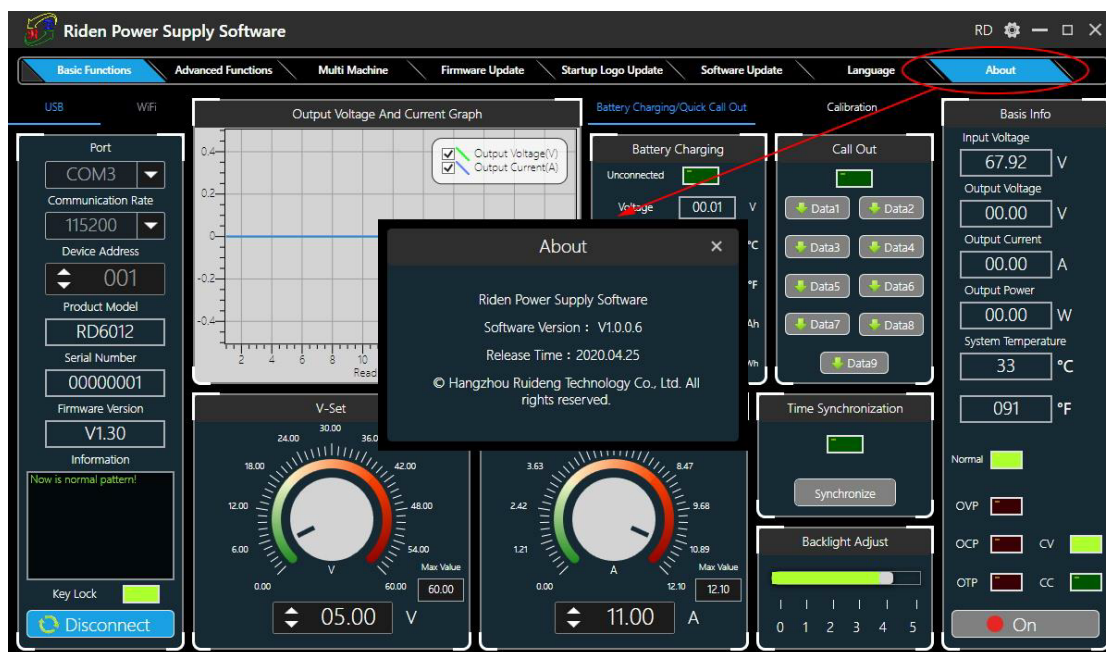 Riden Power Supply Software
RD
Basic Functions
Advanced Functions
Multi Machine
Firmware Update
Startup Logo Update
Software Update
Language
About
USB
WiFi
Port
COM3
Communication Rate
115200
Device Address
001
Product Model
RD6012
Serial Number
00000001
Firmware Version
V1.30
Information
Now is normal pattern!
Key Lock
Disconnect
Output Voltage And Current Graph
Output Voltage(V)
Output Current(A)
0.4
0.2
0
-0.2
-0.4
2 4 6 8 10
Read
Battery Charging/Quick Call Out
Calibration
Battery Charging
Unconnected
Voltage 00.01 V
°C
°F
Ah
Wh
Call Out
Data1 Data2
Data3 Data4
Data5 Data6
Data7 Data8
Data9
About
Riden Power Supply Software
Software Version : V1.0.0.6
Release Time : 2020.04.25
© Hangzhou Ruideng Technology Co., Ltd. All
rights reserved.
V-Set
0.00
6.00
12.00
18.00
24.00
30.00
36.0
42.00
48.00
54.00
60.00
V
Max Value
60.00
05.00 V
0.00
1.21
2.42
3.63
8.47
9.68
10.89
12.10
A
Max Value
12.10
11.00 A
Time Synchronization
Synchronize
Backlight Adjust
0 1 2 3 4 5
Basis Info
Input Voltage
67.92 V
Output Voltage
00.00 V
Output Current
00.00 A
Output Power
00.00 W
System Temperature
33 °C
091 °F
Normal
OVP
OCP CV
OTP CC
On